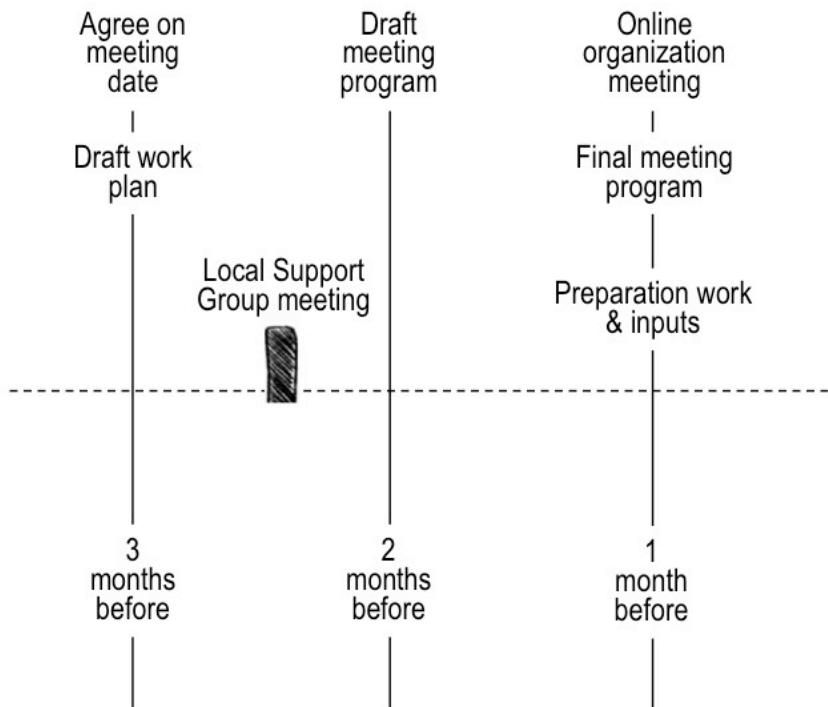 Agree on
meeting
date
Draft work
plan
Draft
meeting
program
Online
organization
meeting
Final meeting
program
Local Support
Group meeting
Preparation work
& inputs
3
months
before
2
months
before
1
month
before